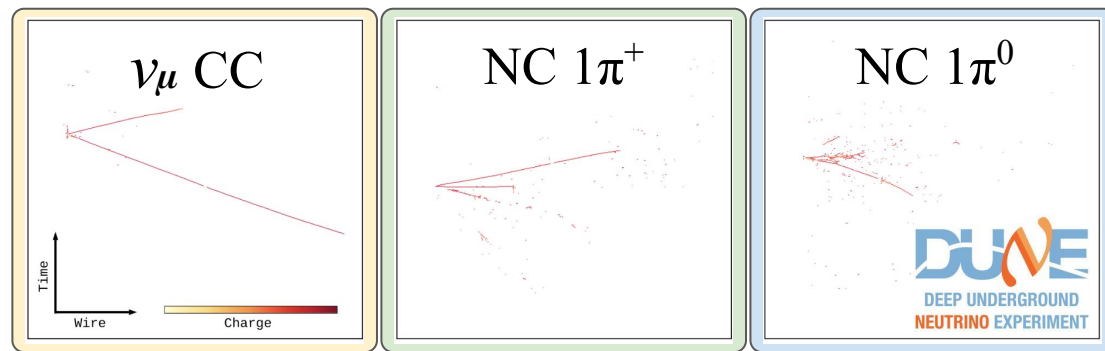 νμ CC
Time
Wire
Charge
NC 1π⁺
NC 1π⁰
DUNE
DEEP UNDERGROUND
NEUTRINO EXPERIMENT